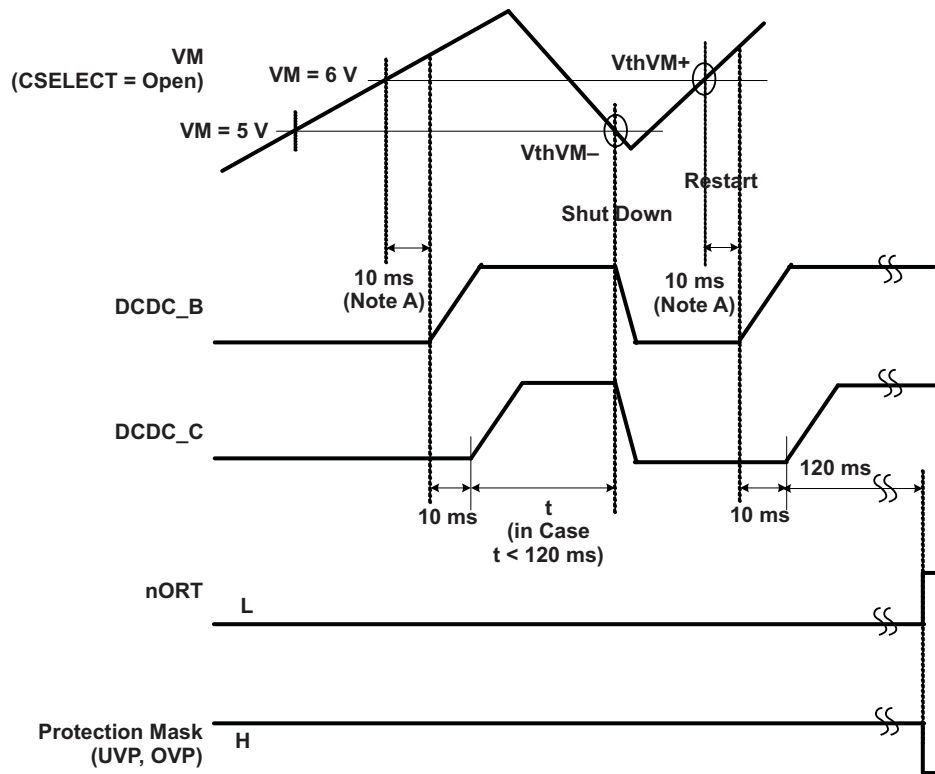 VM
(CSELECT = Open)
VM = 6 V
VthVM+
VM = 5 V
VthVM–
Restart
Shut Down
10 ms
(Note A)
10 ms
(Note A)
DCDC_B
DCDC_C
120 ms
10 ms
t
(in Case
t < 120 ms)
10 ms
nORT
L
Protection Mask
(UVP, OVP)
H